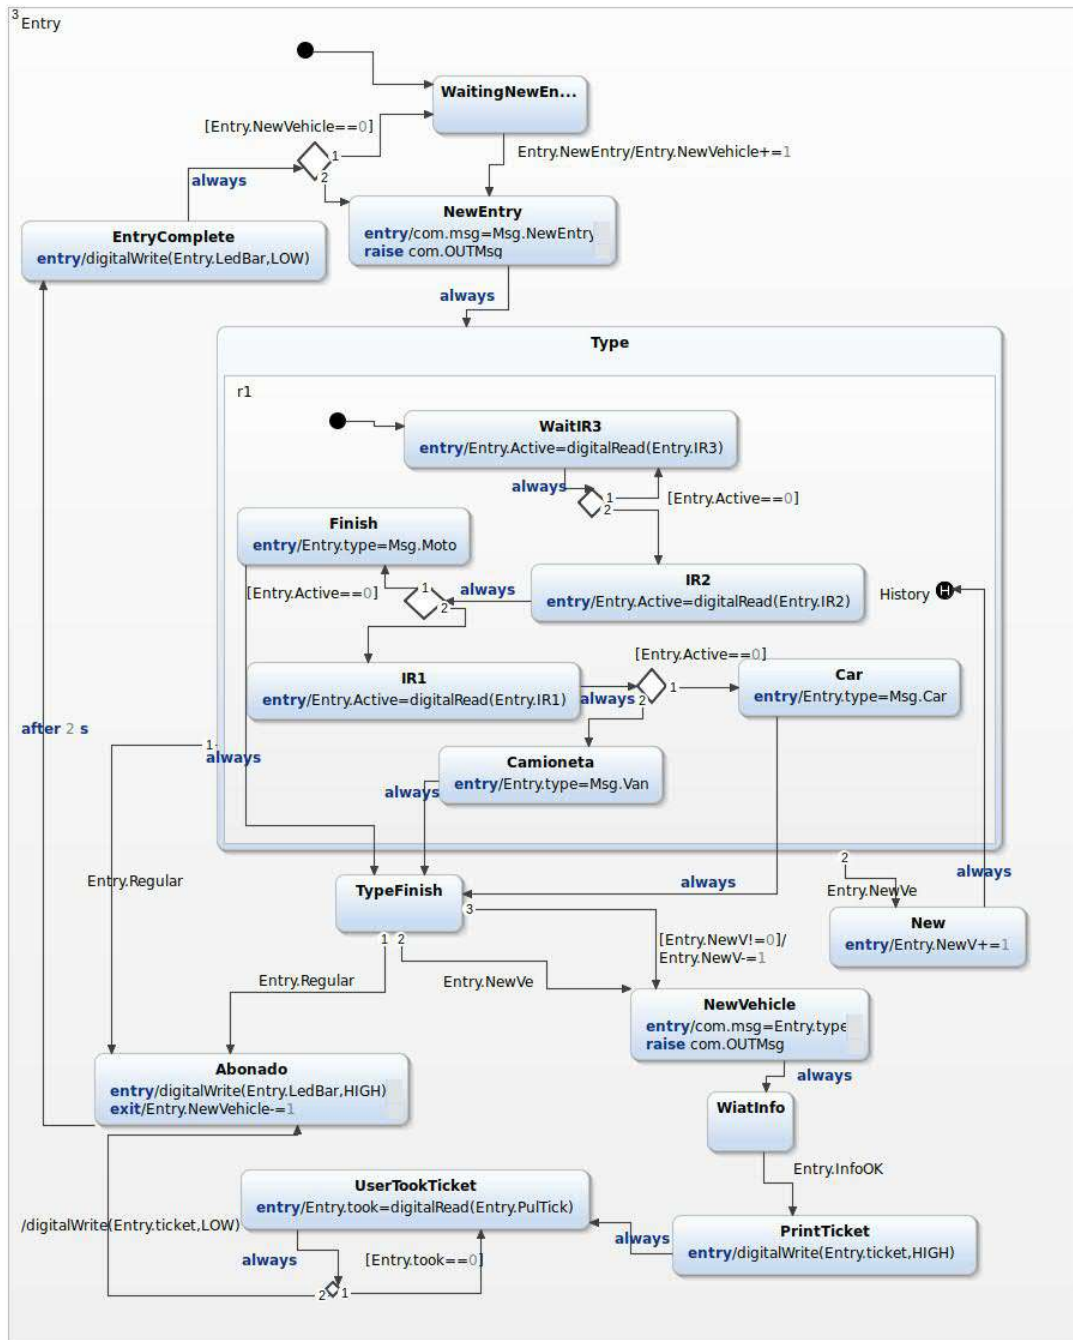 3
Entry
WaitingNewEn...
[Entry.NewVehicle==0]
1
2
always
Entry.NewEntry/Entry.NewVehicle+=1
NewEntry
entry/com.msg=Msg.NewEntry
raise com.OUTMsg
EntryComplete
entry/digitalWrite(Entry.LedBar,LOW)
always
Type
r1
WaitIR3
entry/Entry.Active=digitalRead(Entry.IR3)
always
1
2
[Entry.Active==0]
Finish
entry/Entry.type=Msg.Moto
[Entry.Active==0]
1
2
always
IR2
entry/Entry.Active=digitalRead(Entry.IR2)
History
H
[Entry.Active==0]
IR1
entry/Entry.Active=digitalRead(Entry.IR1)
always
1
2
Car
entry/Entry.type=Msg.Car
after 2 s
1
always
Camioneta
entry/Entry.type=Msg.Van
always
2
always
Entry.Regular
TypeFinish
always
Entry.NewVe
3
New
entry/Entry.NewV+=1
1
2
[Entry.NewV!=0]/
Entry.NewV-=1
Entry.Regular
Entry.NewVe
NewVehicle
entry/com.msg=Entry.type
raise com.OUTMsg
Abonado
entry/digitalWrite(Entry.LedBar,HIGH)
exit/Entry.NewVehicle-=1
always
WiatInfo
Entry.InfoOK
UserTookTicket
entry/Entry.took=digitalRead(Entry.PulTick)
/digitalWrite(Entry.ticket,LOW)
always
[Entry.took==0]
2
1
always
PrintTicket
entry/digitalWrite(Entry.ticket,HIGH)